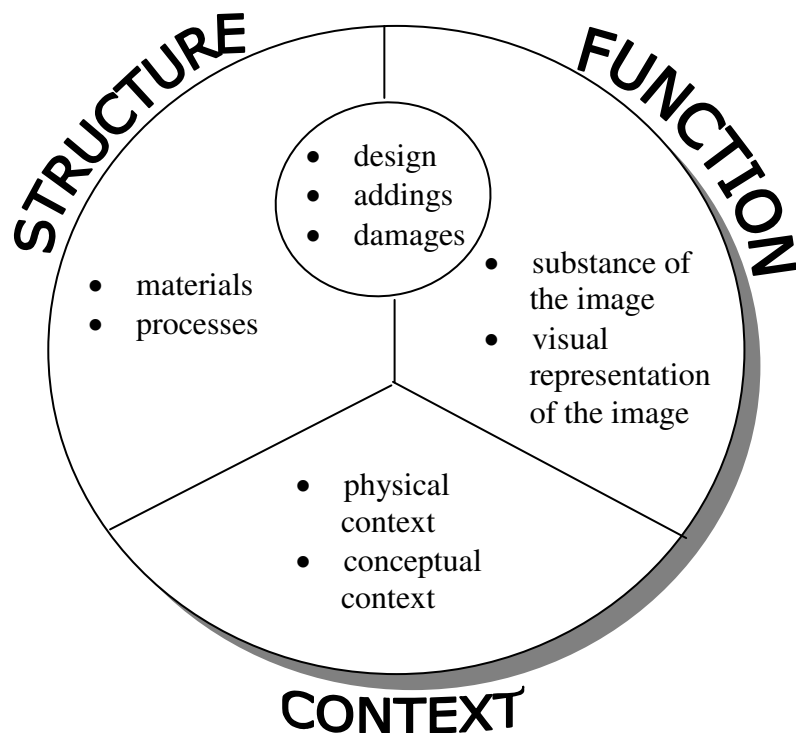 STRUCTURE
FUNCTION
• design
• addings
• damages
• materials
• processes
• substance of
the image
• visual
representation
of the image
• physical
context
• conceptual
context
CONTEXT